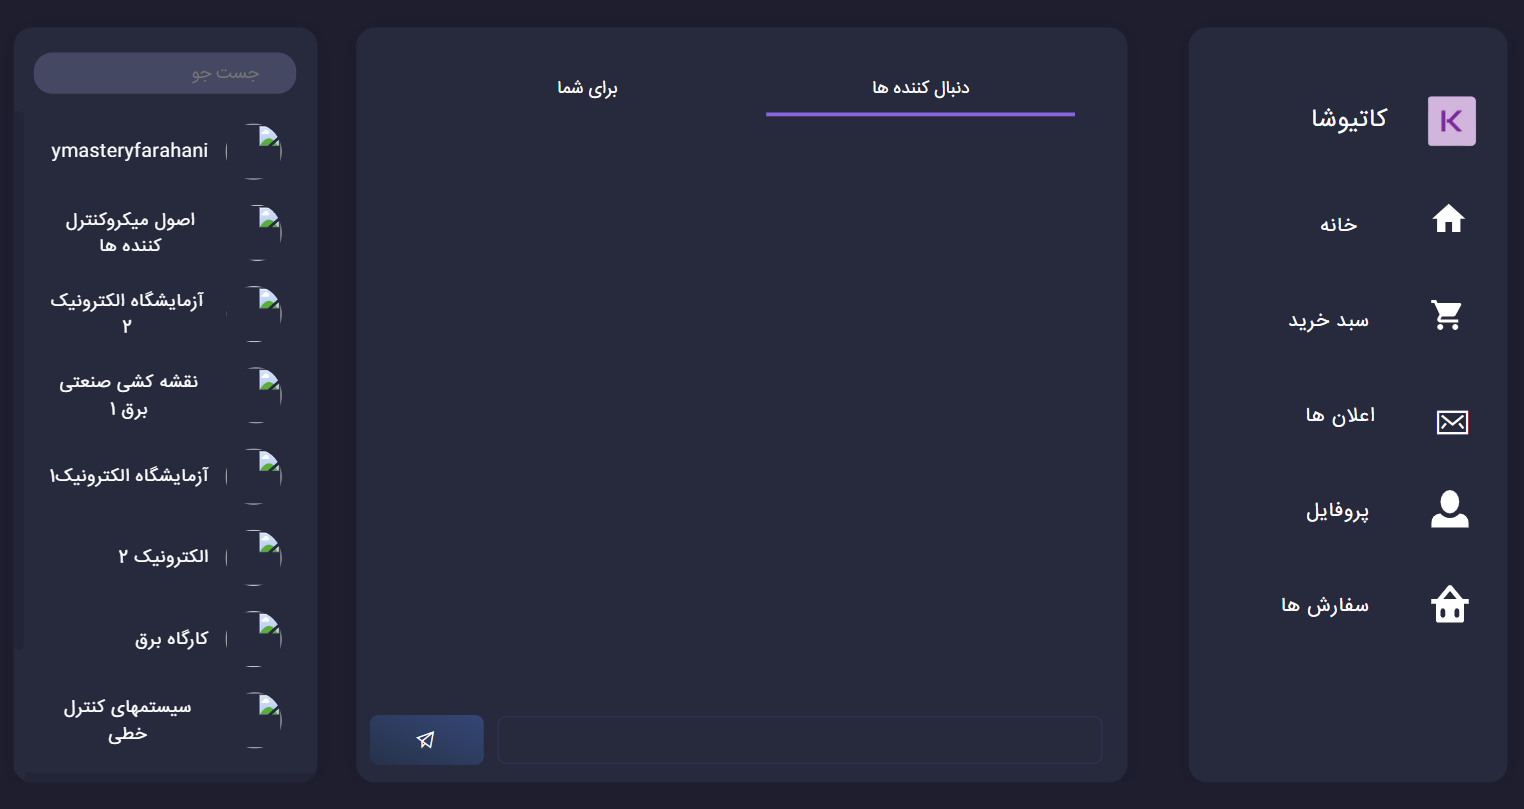 K
کاتیوشا
خانه
سبد خرید
اعلان ها
پروفایل
سفارش ها
دنبال کننده ها
برای شما
جست جو
ymasteryfarahani
اصول میکروکنترل
کننده ها
آزمایشگاه الکترونیک
۲
نقشه کشی صنعتی
برق ۱
آزمایشگاه الکترونیک۱
الکترونیک ۲
کارگاه برق
سیستمهای کنترل
خطی